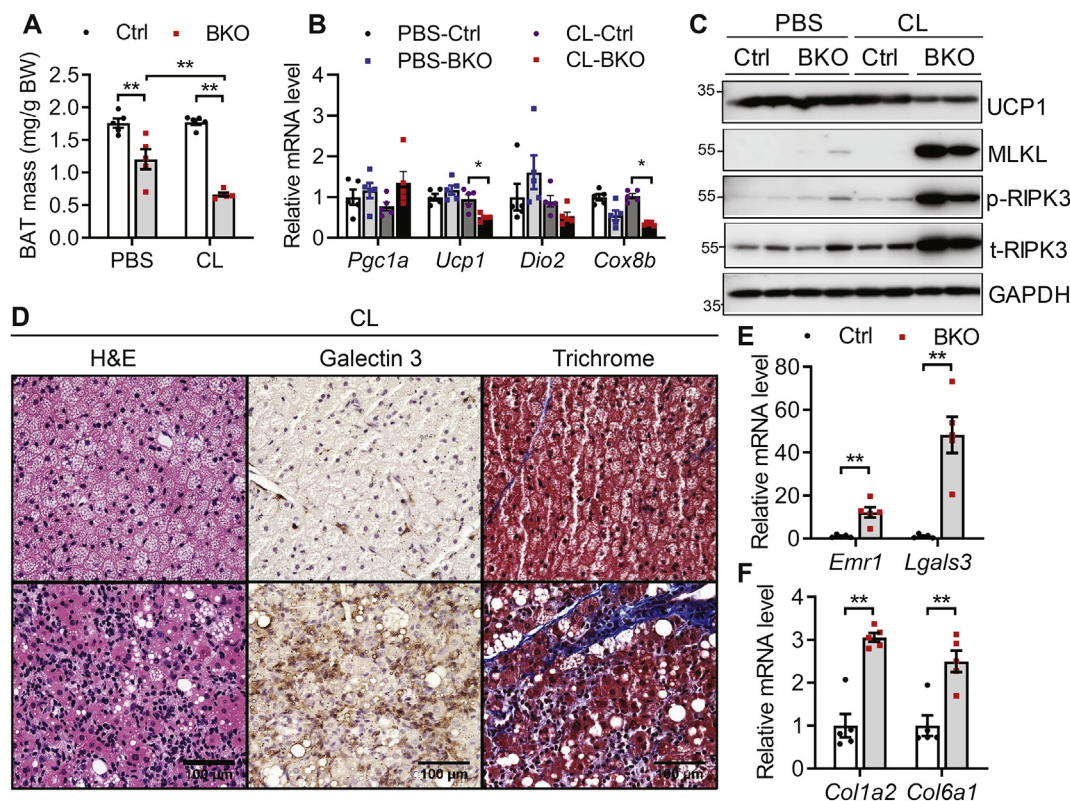 A
Ctrl
BKO
BAT mass (mg/g BW)
2.5
2.0
1.5
1.0
0.5
0.0
**
**
**
PBS
CL
B
PBS-Ctrl
CL-Ctrl
PBS-BKO
CL-BKO
Relative mRNA level
4
3
2
1
0
*
*
Pgc1a
Ucp1
Dio2
Cox8b
C
PBS
CL
Ctrl
BKO
Ctrl
BKO
35
UCP1
55
MLKL
55
p-RIPK3
55
t-RIPK3
35
GAPDH
D
CL
H&E
Galectin 3
Trichrome
100 µm
100 µm
100 µm
E
Ctrl
BKO
Relative mRNA level
80
60
40
20
0
**
**
Emr1
Lgals3
F
Relative mRNA level
4
3
2
1
0
**
**
Col1a2
Col6a1